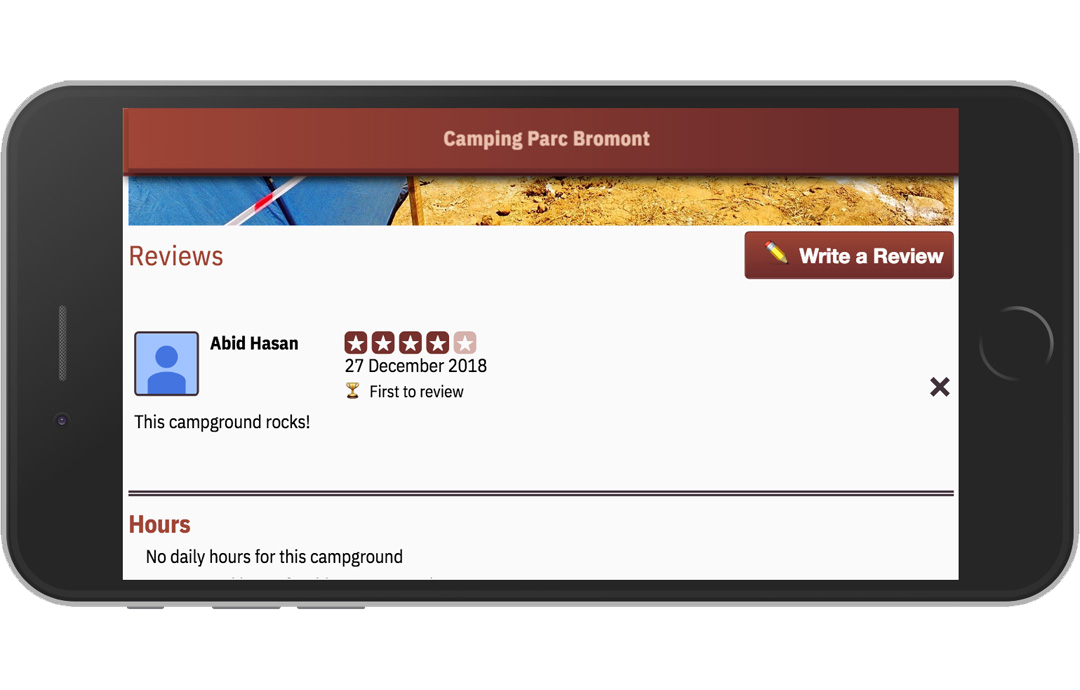 Camping Parc Bromont
Reviews
Write a Review
Abid Hasan
27 December 2018
First to review
This campground rocks!
Hours
No daily hours for this campground